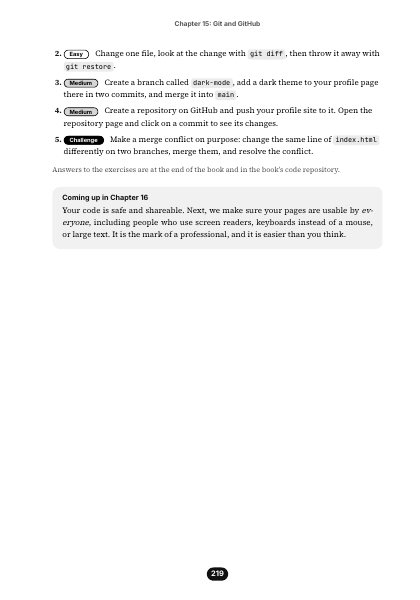 Chapter 15: Git and GitHub
2. Easy Change one file, look at the change with git diff, then throw it away with
git restore.
3. Medium Create a branch called dark-mode, add a dark theme to your profile page
there in two commits, and merge it into main.
4. Medium Create a repository on GitHub and push your profile site to it. Open the
repository page and click on a commit to see its changes.
5. Challenge Make a merge conflict on purpose: change the same line of index.html
differently on two branches, merge them, and resolve the conflict.
Answers to the exercises are at the end of the book and in the book's code repository.
Coming up in Chapter 16
Your code is safe and shareable. Next, we make sure your pages are usable by ev-
eryone, including people who use screen readers, keyboards instead of a mouse,
or large text. It is the mark of a professional, and it is easier than you think.
219